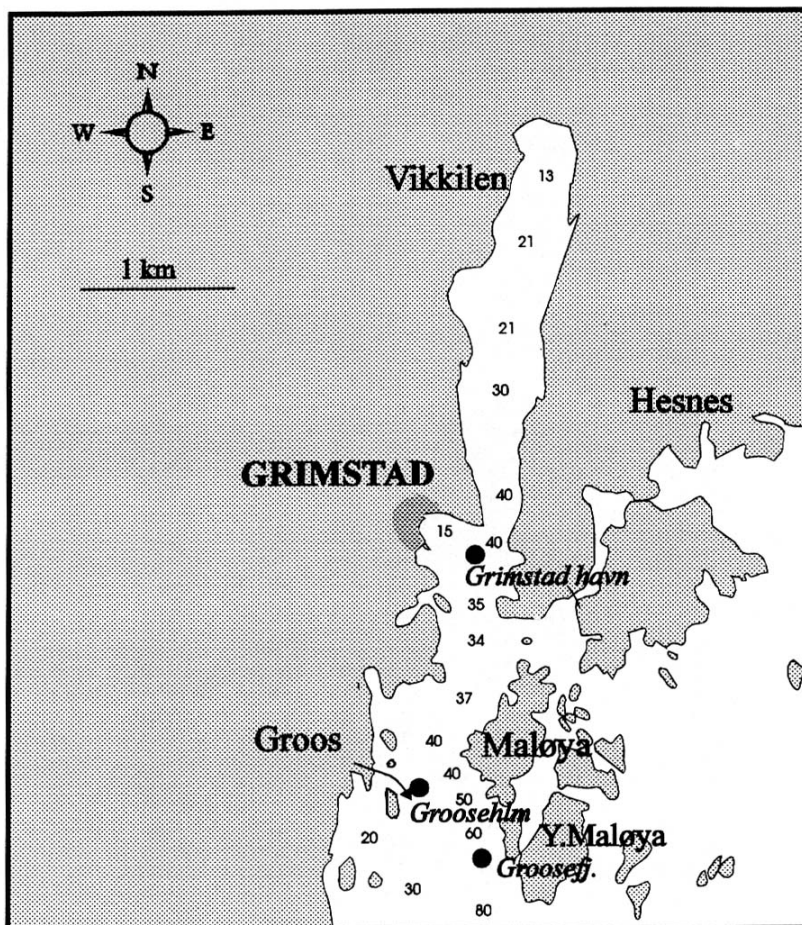 N
W E
S
1 km
Vikkilen
13
21
21
30
Hesnes
GRIMSTAD
40
15
40
Grimstad havn
35
34
37
Groos
40
Maløya
40
50
Groosehlm
20
60
Y.Maløya
Groosefj.
30
80